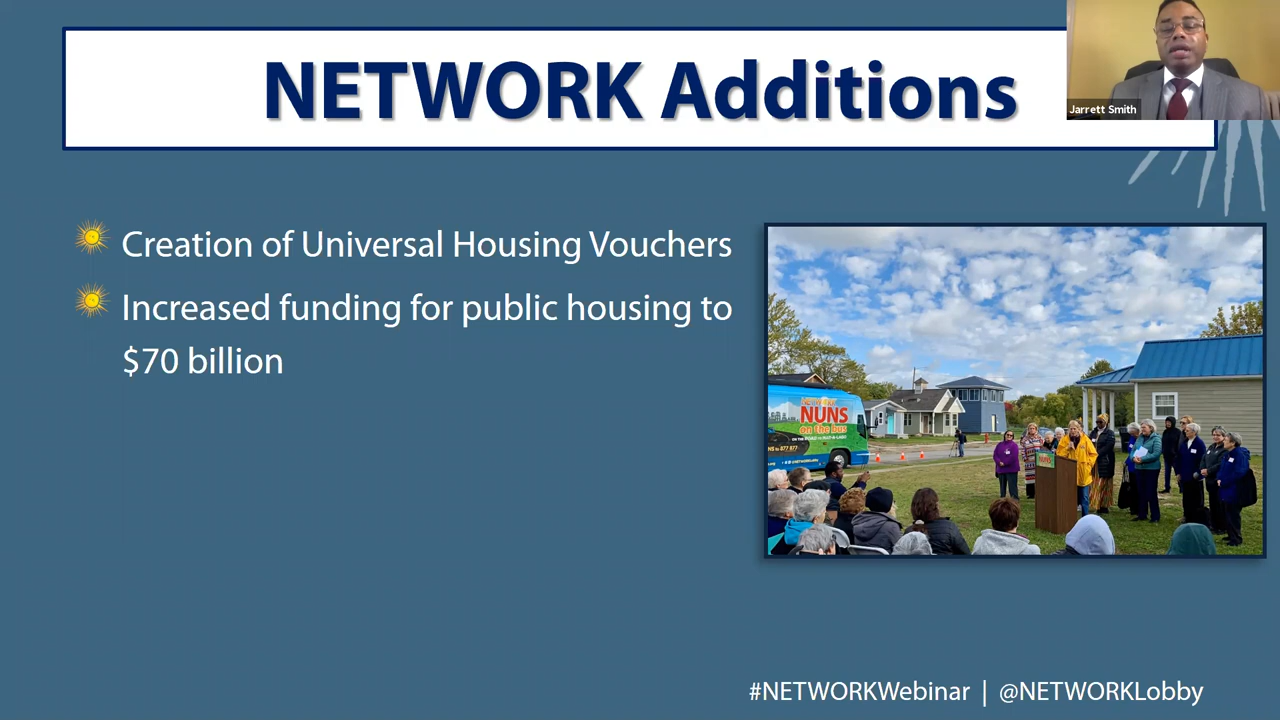 NETWORK Additions
Jarrett Smith
Creation of Universal Housing Vouchers
Increased funding for public housing to
$70 billion
NUNS
on the bus
NUNS
#NETWORKWebinar | @NETWORKLobby